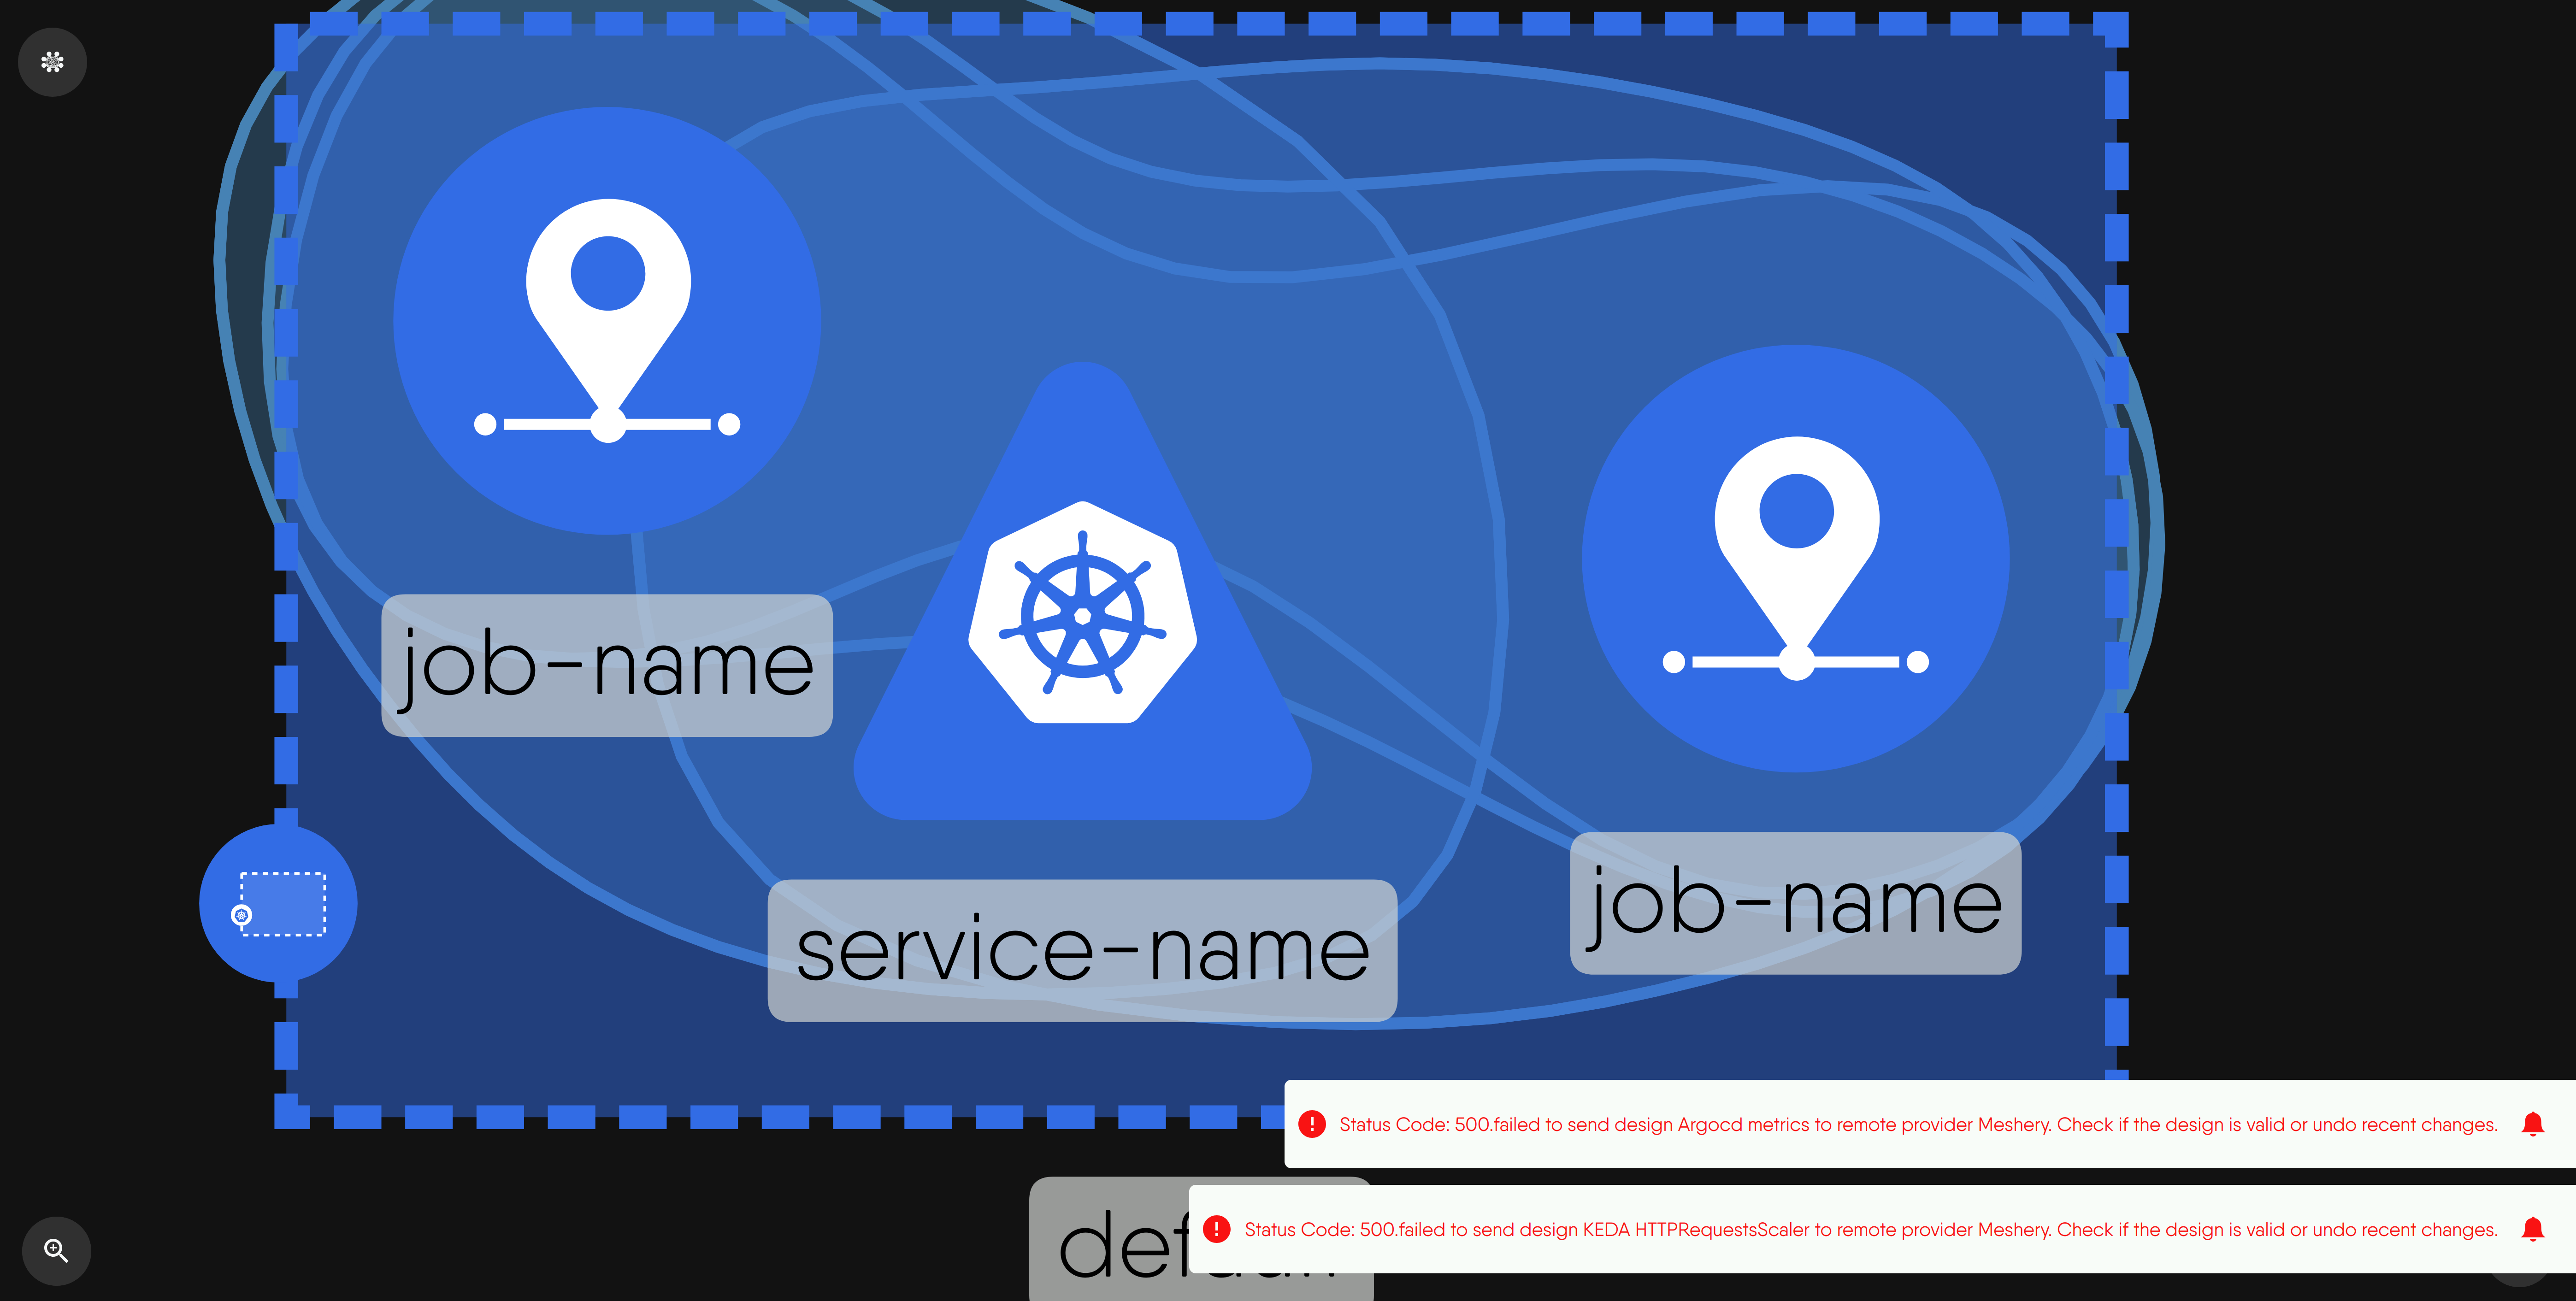 job-name
service-name
job-name
Status Code: 500.failed to send design Argocd metrics to remote provider Meshery. Check if the design is valid or undo recent changes.
Status Code: 500.failed to send design KEDA HTTPRequestsScaler to remote provider Meshery. Check if the design is valid or undo recent changes.